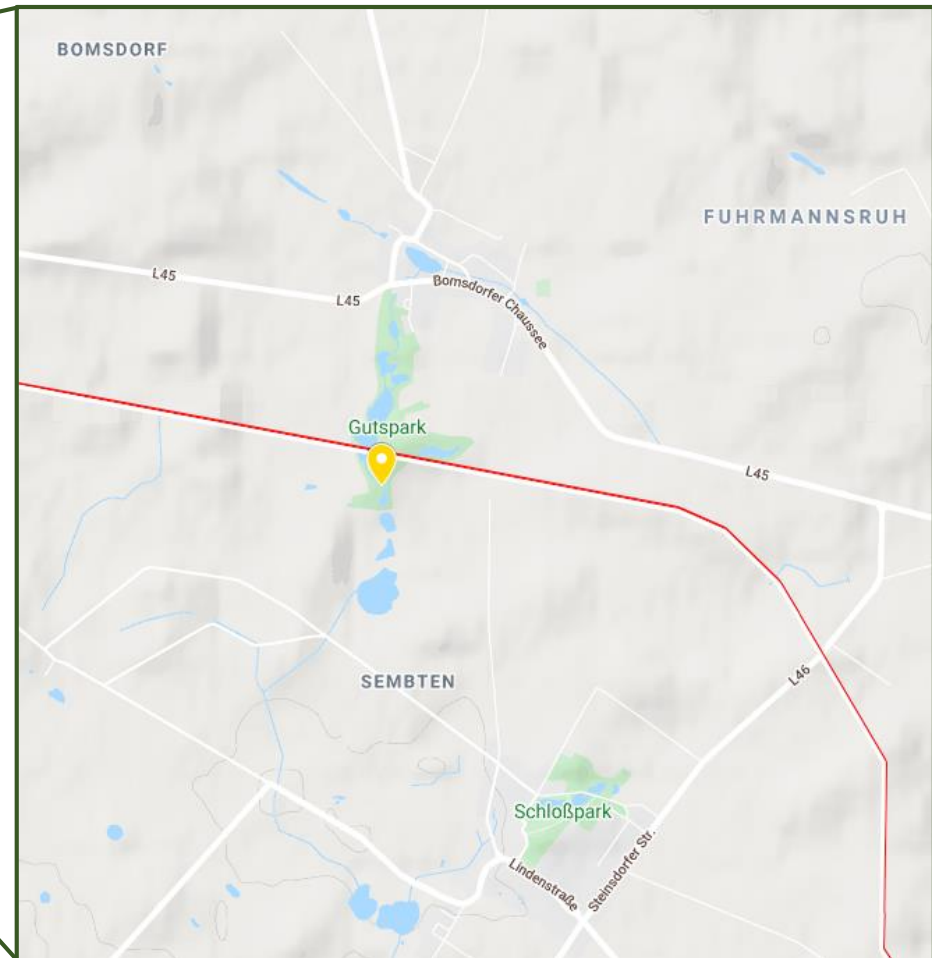 BOMSDORF
FUHRMANNSRUH
L45
L45
Bomsdorfer Chaussee
Gutspark
L45
L46
SEMBTEN
Schloßpark
Lindenstraße
Steinsdorfer Str.